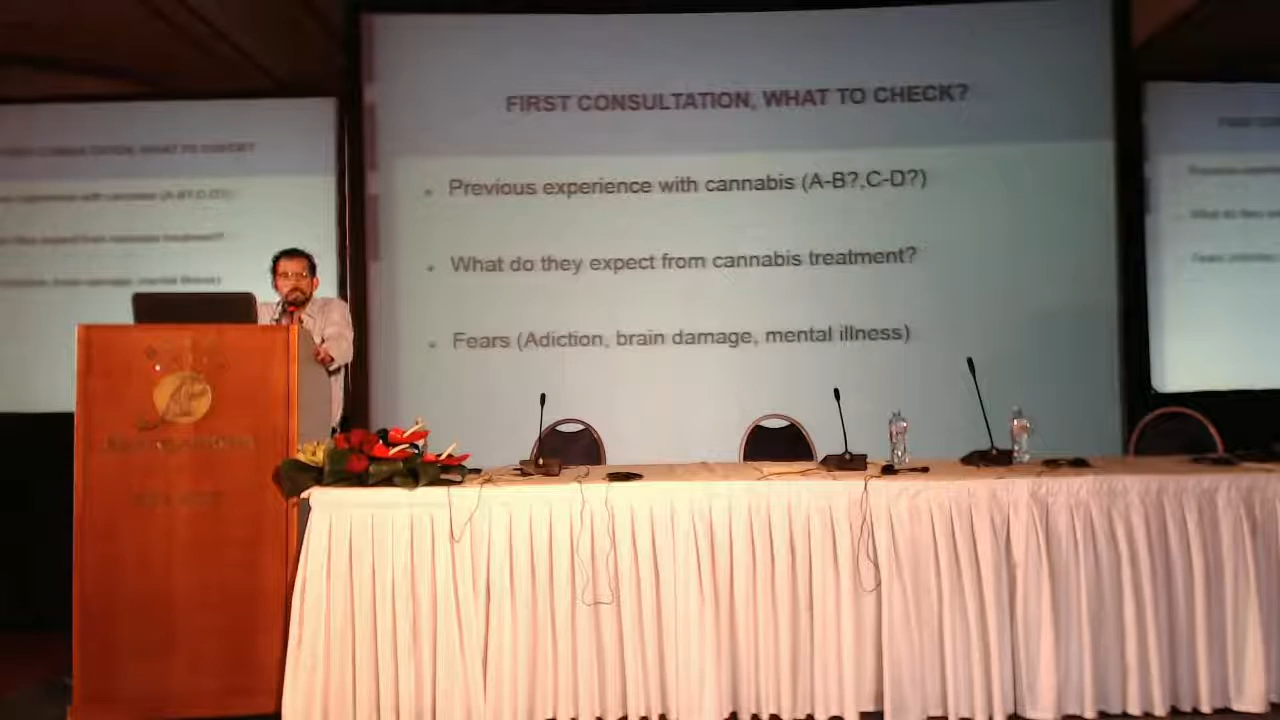 FIRST CONSULTATION, WHAT TO CHECK?
Previous experience with cannabis (A-B?,C-D?)
What do they expect from cannabis treatment?
Fears (Adiction, brain damage, mental illness)